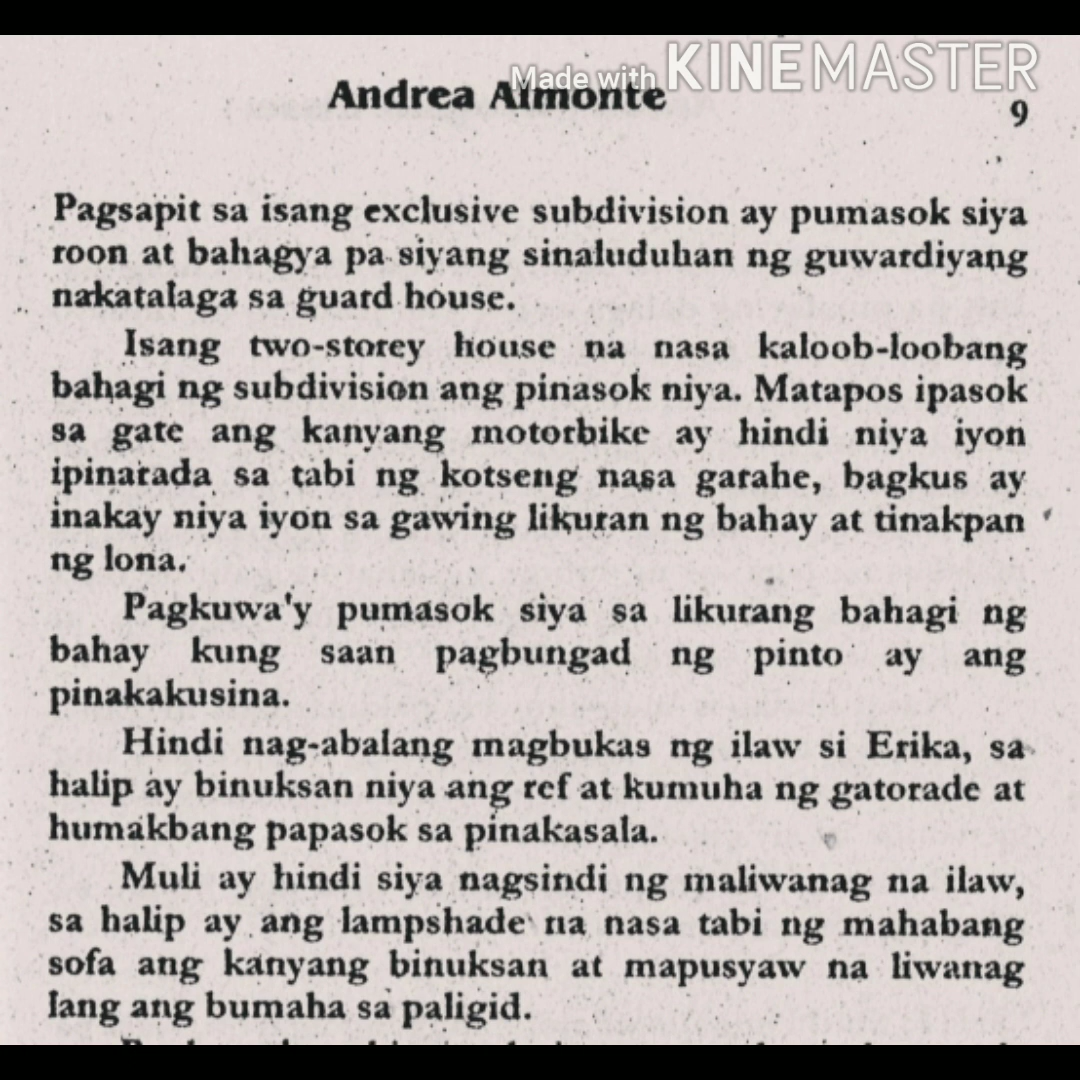 Made with KINEMASTER
Andrea Almonte
9
Pagsapit sa isang exclusive subdivision ay pumasok siya
roon at bahagya pa siyang sinaluduhan ng guwardiyang
nakatalaga sa guard house.
Isang two-storey house na nasa kaloob-loobang
bahagi ng subdivision ang pinasok niya. Matapos ipasok
sa gate ang kanyang motorbike ay hindi niya iyon
ipinarada sa tabi ng kotseng nasa garahe, bagkus ay
inakay niya iyon sa gawing likuran ng bahay at tinakpan
ng lona.
Pagkuwa'y pumasok siya sa likurang bahagi ng
bahay kung saan pagbungad ng pinto ay ang
pinakakusina.
Hindi nag-abalang magbukas ng ilaw si Erika, sa
halip ay binuksan niya ang ref at kumuha ng gatorade at
humakbang papasok sa pinakasala.
Muli ay hindi siya nagsindi ng maliwanag na ilaw,
sa halip ay ang lampshade na nasa tabi ng mahabang
sofa ang kanyang binuksan at mapusyaw na liwanag
lang ang bumaha sa paligid.